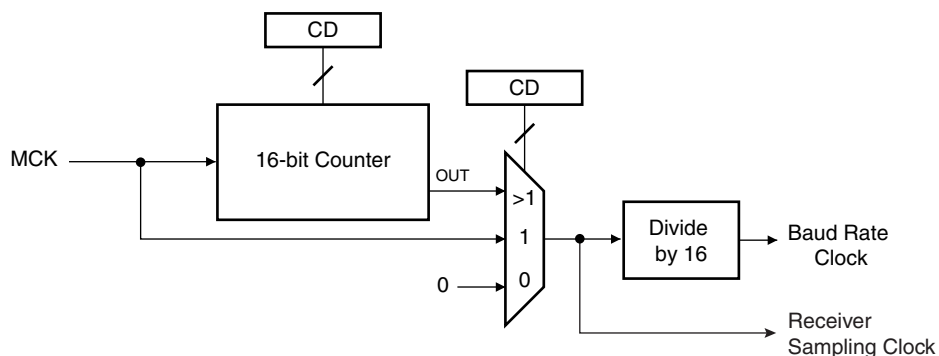 CD
CD
MCK
16-bit Counter
OUT
>1
1
0
0
Divide
by 16
Baud Rate
Clock
Receiver
Sampling Clock